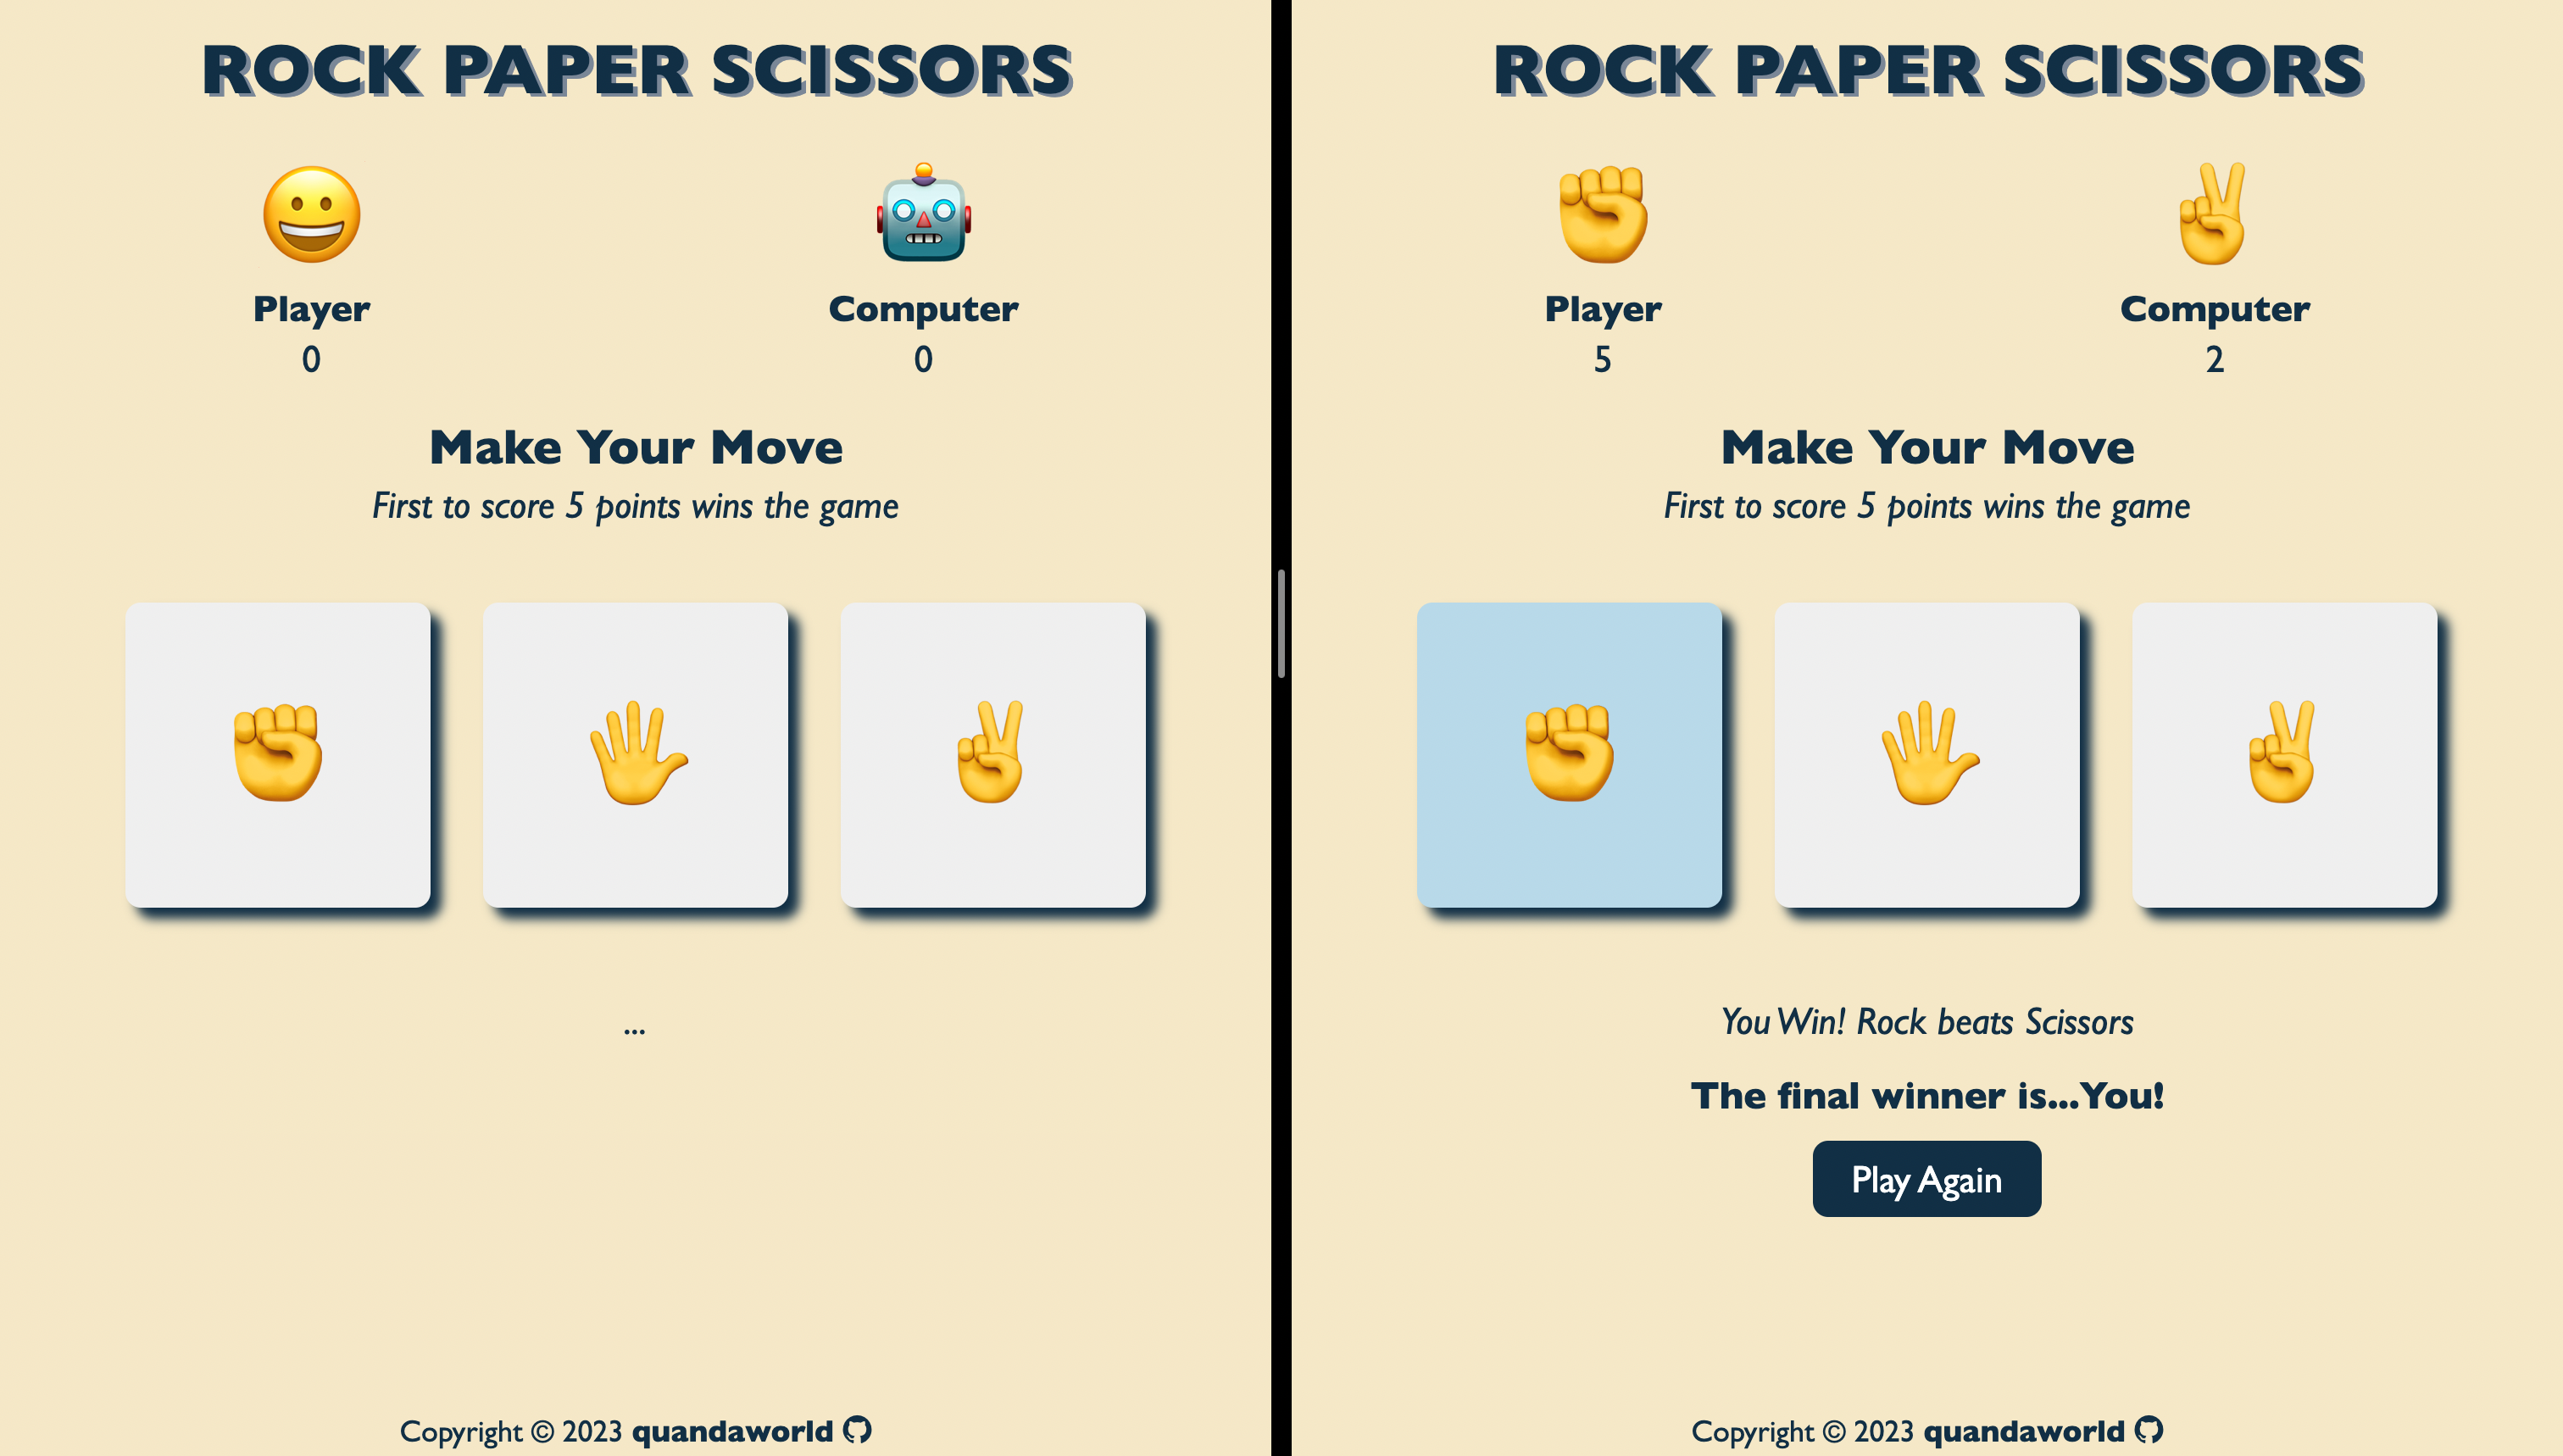 ROCK PAPER SCISSORS
Player
Computer
0
0
Make Your Move
First to score 5 points wins the game
...
Copyright © 2023 quandaworld
ROCK PAPER SCISSORS
Player
Computer
5
2
Make Your Move
First to score 5 points wins the game
You Win! Rock beats Scissors
The final winner is...You!
Play Again
Copyright © 2023 quandaworld